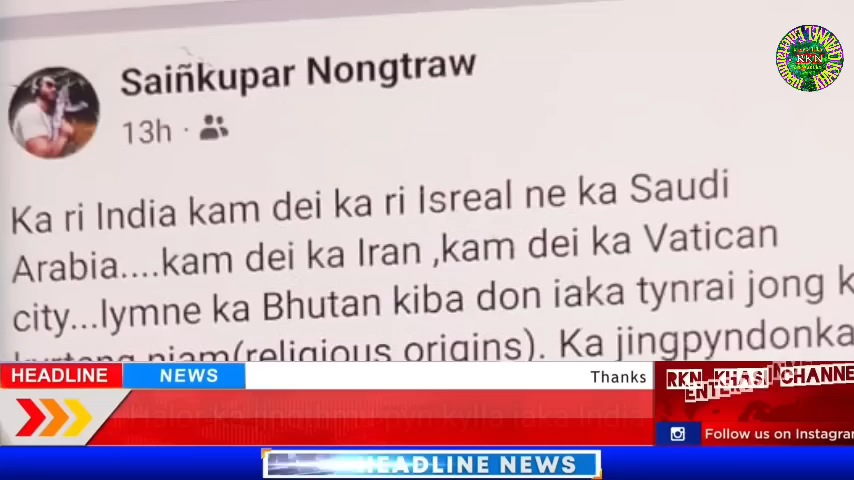 Saiñkupar Nongtraw
13h
Ka ri India kam dei ka ri Isreal ne ka Saudi
Arabia....kam dei ka Iran ,kam dei ka Vatican
city...lymne ka Bhutan kiba don iaka tynrai jong k
niam(religious origins). Ka jingpyndonka
RKN
HEADLINE NEWS
Thanks
RKN KHASI CHANNE
Follow us on Instagram
HEADLINE NEWS